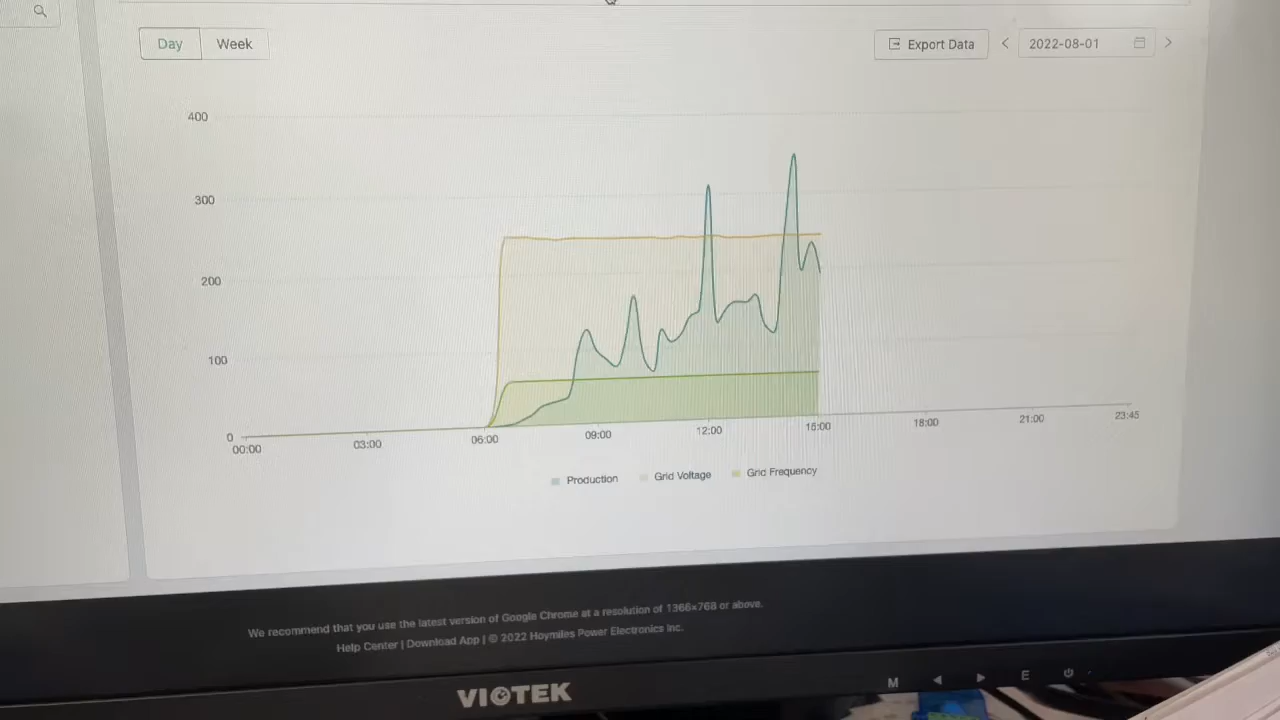 Day Week Export Data 2022-08-01
400
300
200
100
0
00:00 03:00 06:00 09:00 12:00 15:00 18:00 21:00 23:45
Production Grid Voltage Grid Frequency
We recommend that you use the latest version of Google Chrome at a resolution of 1366×768 or above.
Help Center | Download App | © 2022 Hoymiles Power Electronics Inc.
VIOTEK
M E